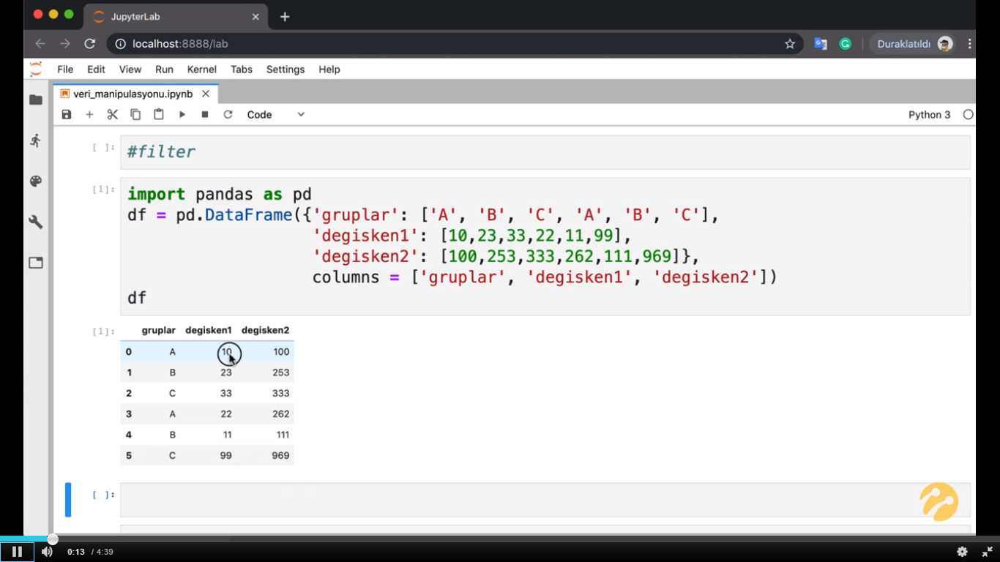 JupyterLab
localhost:8888/lab
Duraklatıldı
File Edit View Run Kernel Tabs Settings Help
veri_manipulasyonu.ipynb
Code
Python 3
[ ]: #filter
[1]: import pandas as pd
df = pd.DataFrame({'gruplar': ['A', 'B', 'C', 'A', 'B', 'C'],
'degisken1': [10,23,33,22,11,99],
'degisken2': [100,253,333,262,111,969]},
columns = ['gruplar', 'degisken1', 'degisken2'])
df
[1]: gruplar degisken1 degisken2
0 A 10 100
1 B 23 253
2 C 33 333
3 A 22 262
4 B 11 111
5 C 99 969
[ ]:
0:13 / 4:39